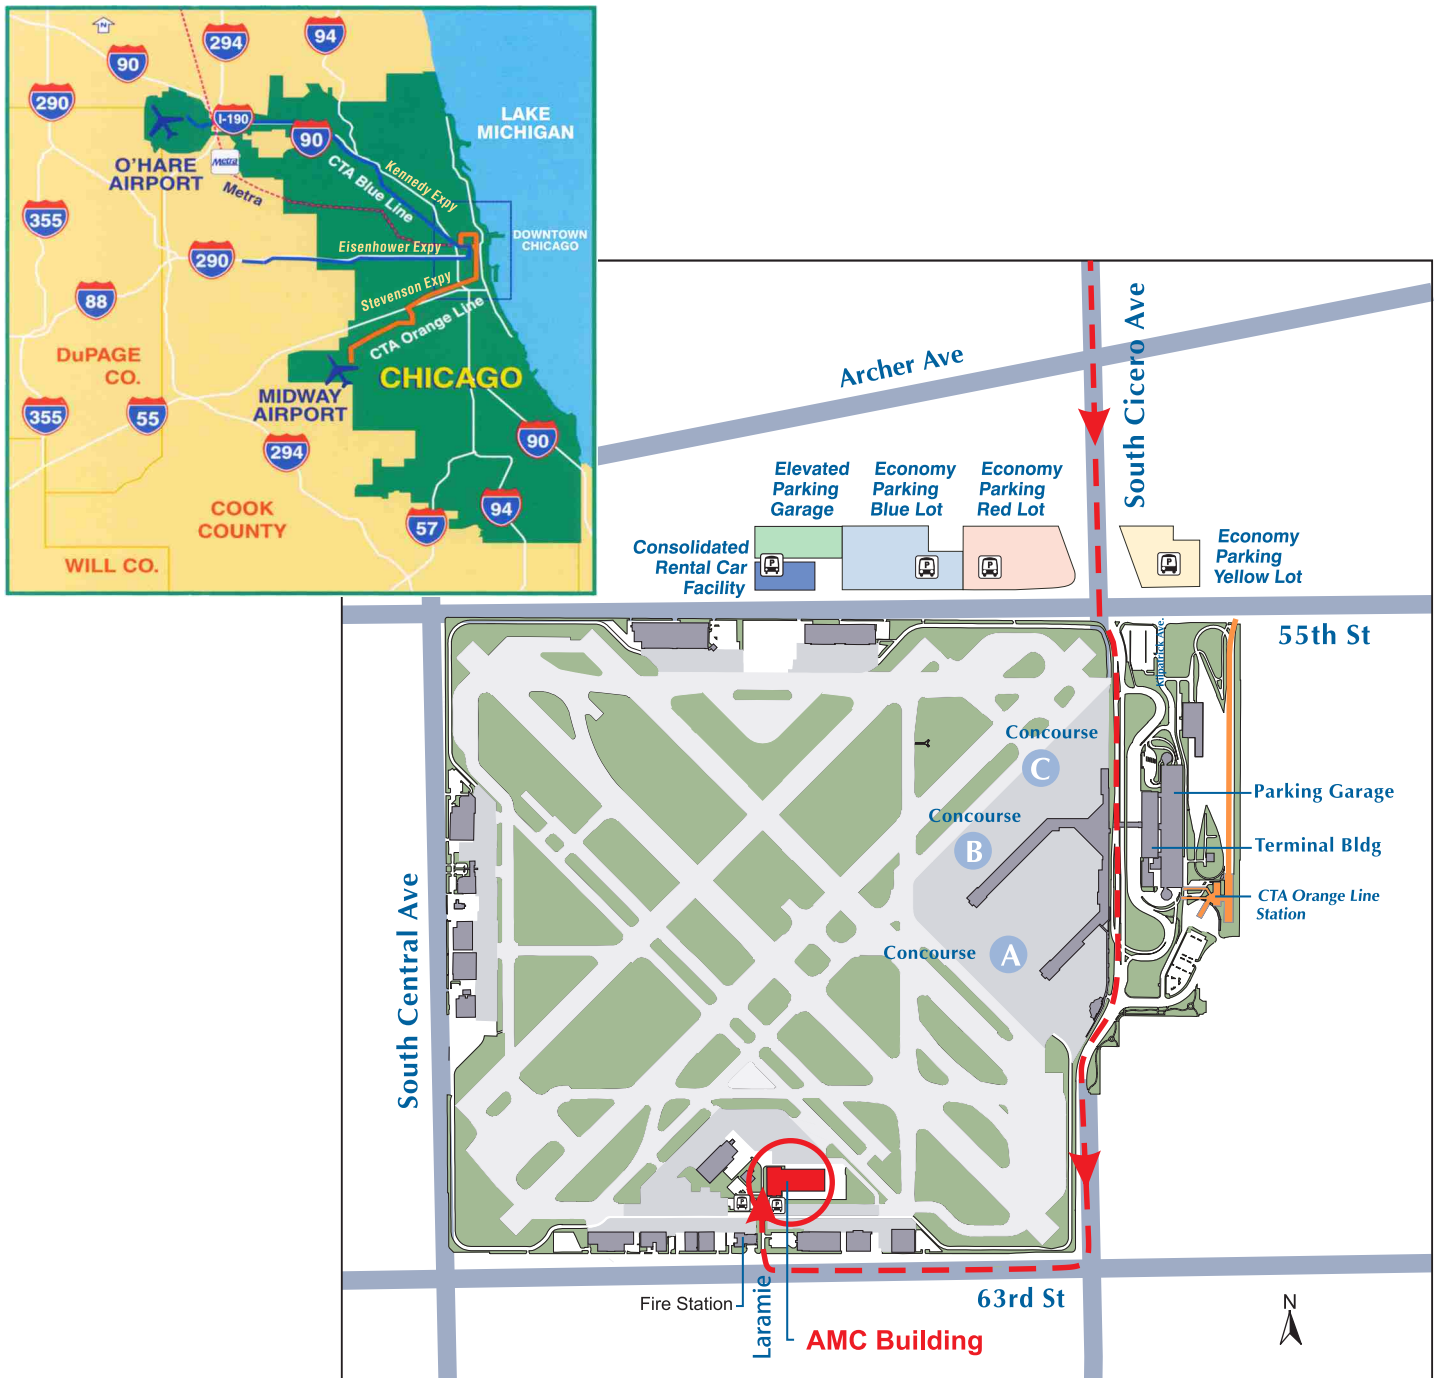 N
294
94
90
290
I-190
90
LAKE
MICHIGAN
O'HARE
AIRPORT
Metra
Metra
CTA Blue Line
Kennedy Expy
355
290
Eisenhower Expy
DOWNTOWN
CHICAGO
88
Stevenson Expy
CTA Orange Line
DuPAGE
CO.
CHICAGO
MIDWAY
AIRPORT
355
55
294
90
COOK
COUNTY
57
94
WILL CO.
Archer Ave
South Cicero Ave
Elevated
Parking
Garage
Economy
Parking
Blue Lot
Economy
Parking
Red Lot
Consolidated
Rental Car
Facility
P
P
P
P
Economy
Parking
Yellow Lot
55th St
Kilpatrick Ave.
Concourse
C
Concourse
B
Concourse
A
Parking Garage
Terminal Bldg
CTA Orange Line
Station
South Central Ave
P
P
Fire Station
Laramie
63rd St
AMC Building
N